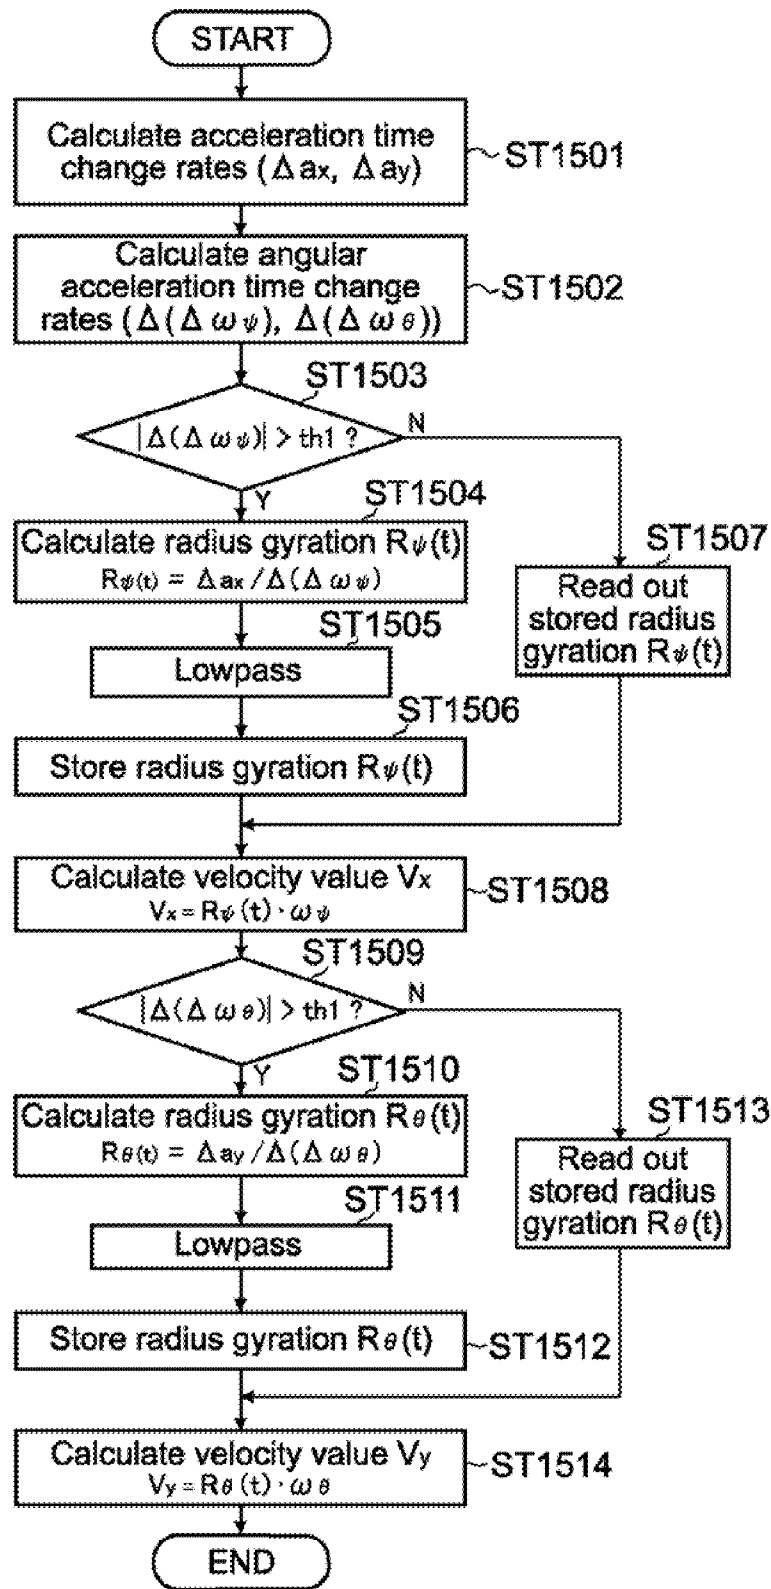 START
Calculate acceleration time
change rates (Δax, Δay)
ST1501
Calculate angular
acceleration time change
rates (Δ(Δωψ), Δ(Δωθ))
ST1502
ST1503
|Δ(Δωψ)| > th1 ?
N
Y
ST1504
Calculate radius gyration Rψ(t)
Rψ(t) = Δax/Δ(Δωψ)
ST1507
Read out
stored radius
gyration Rψ(t)
ST1505
Lowpass
ST1506
Store radius gyration Rψ(t)
Calculate velocity value Vx
Vx=Rψ(t)·ωψ
ST1508
ST1509
|Δ(Δωθ)| > th1 ?
N
Y
ST1510
Calculate radius gyration Rθ(t)
Rθ(t) = Δay/Δ(Δωθ)
ST1513
Read out
stored radius
gyration Rθ(t)
ST1511
Lowpass
Store radius gyration Rθ(t)
ST1512
Calculate velocity value Vy
Vy=Rθ(t)·ωθ
ST1514
END